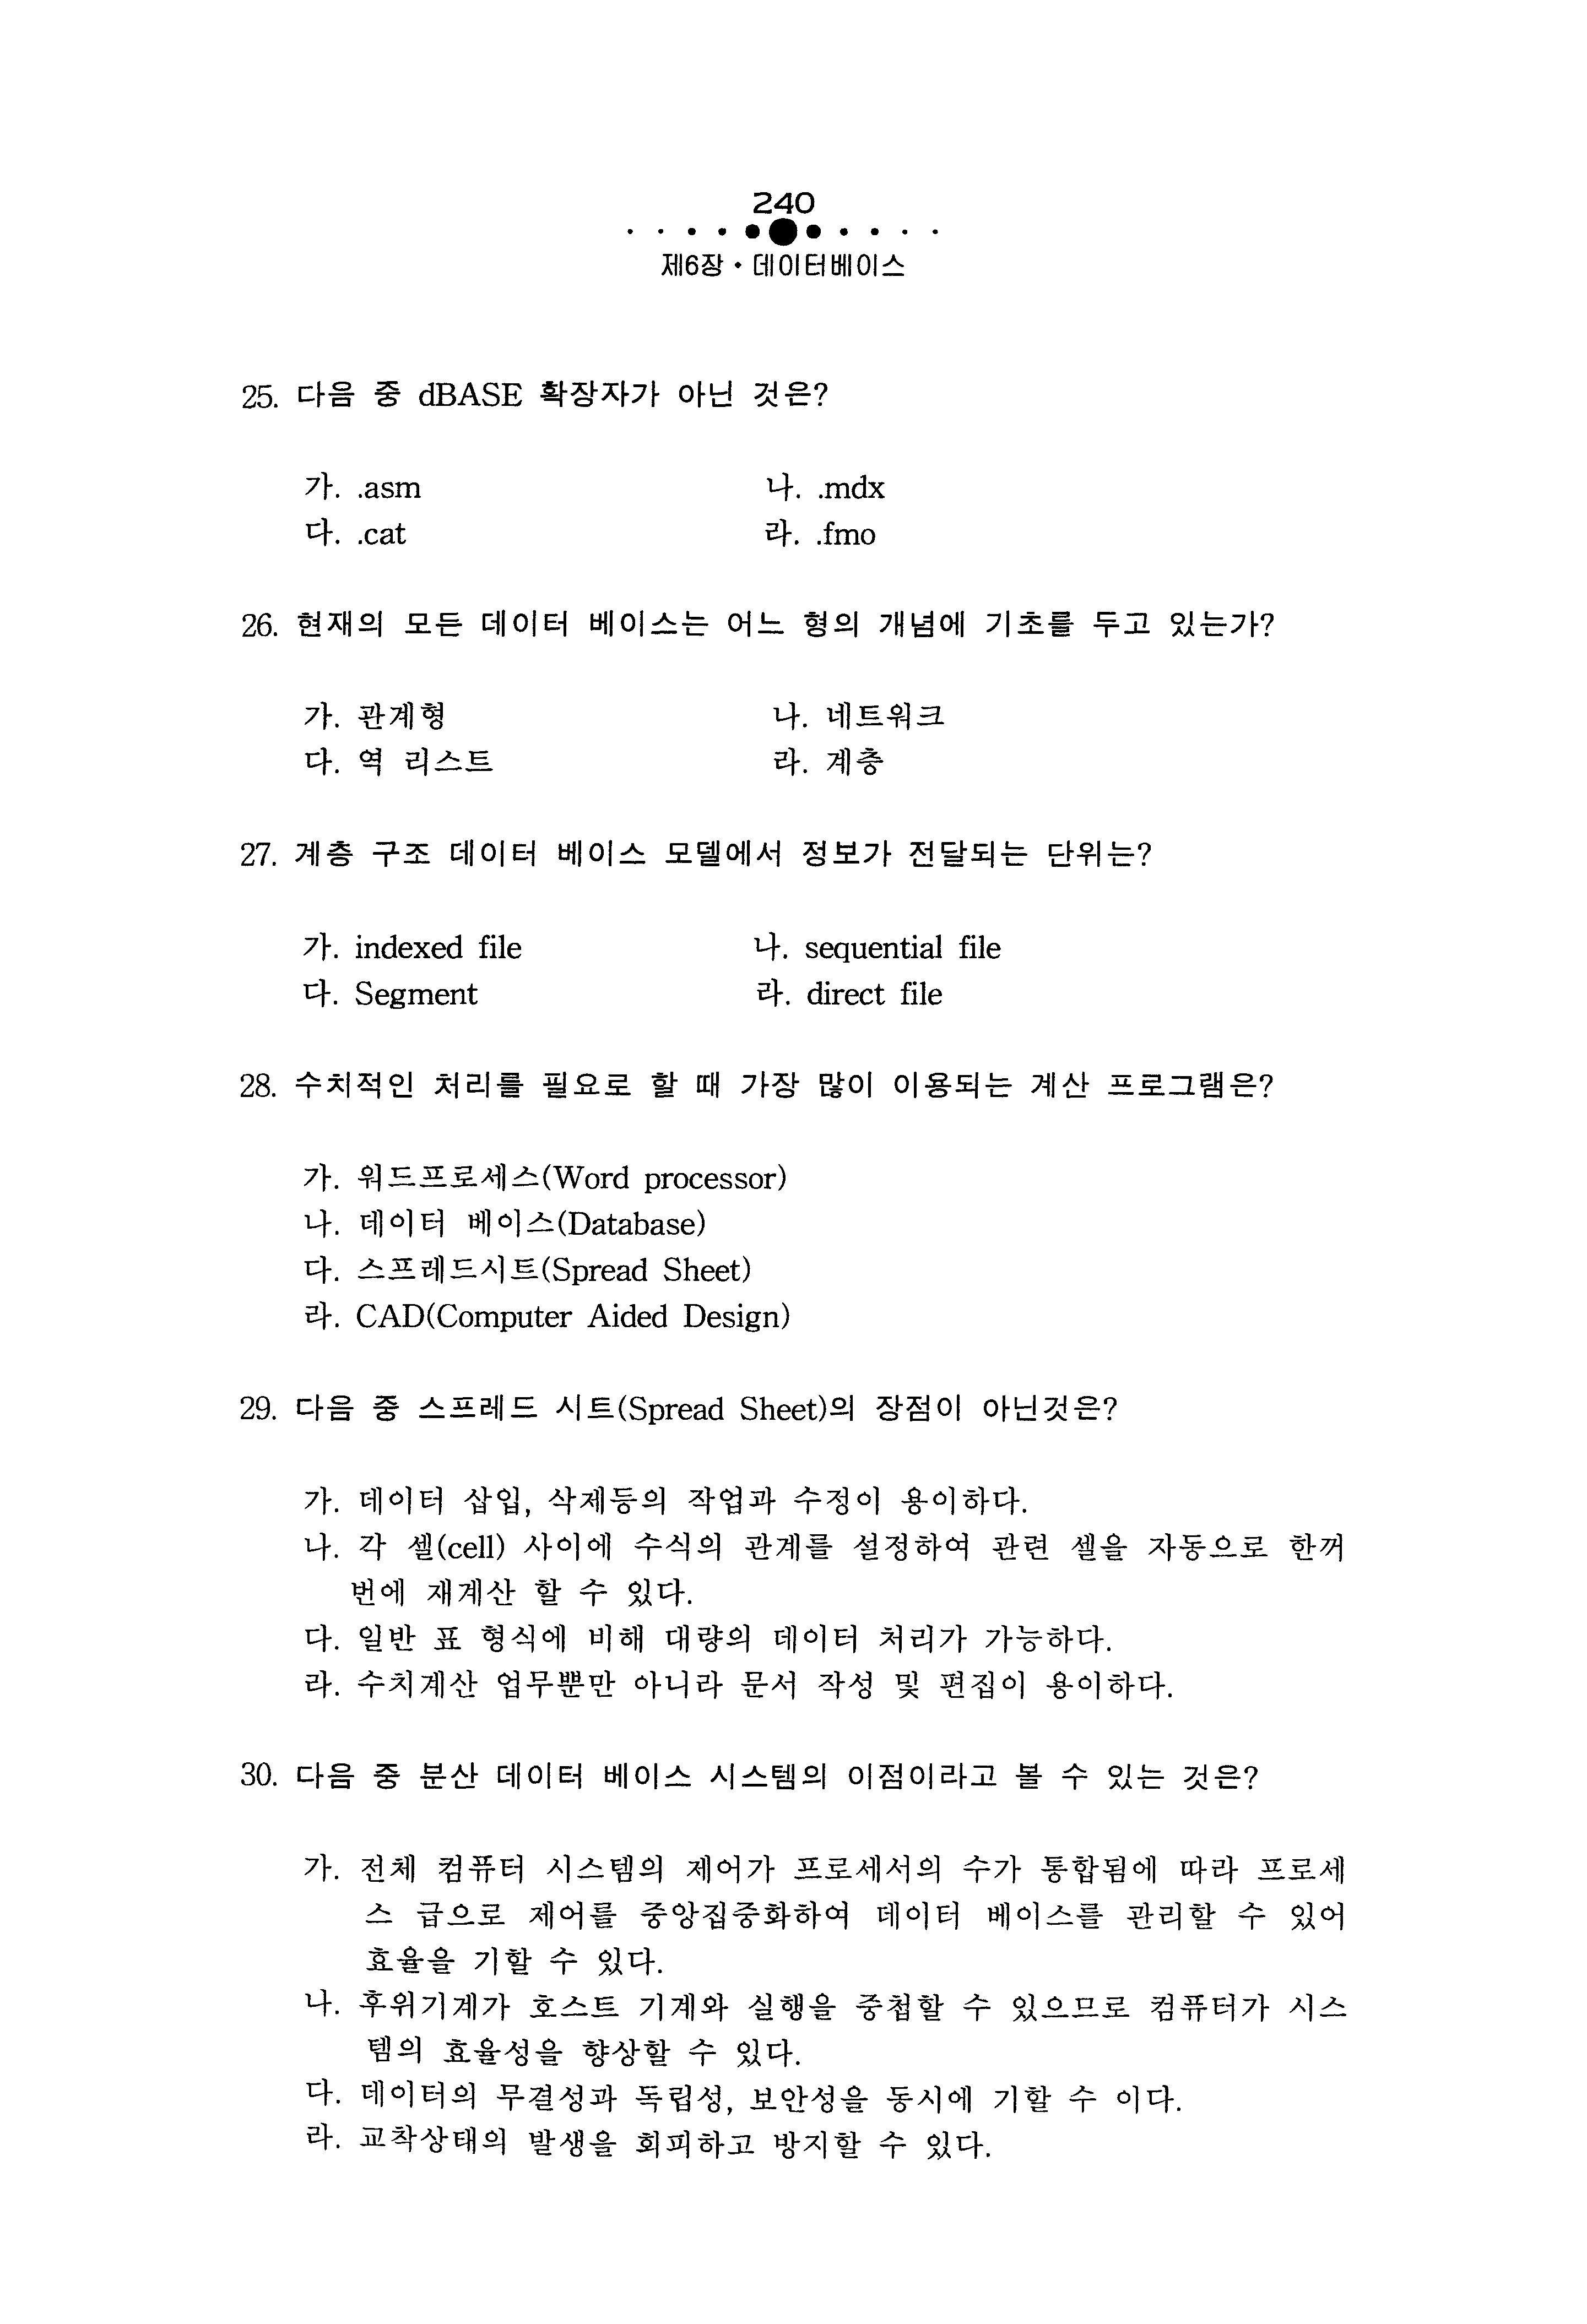 240
제6장 • 데이터베이스
25. 다음 중 dBASE 확장자가 아닌 것은?
가. .asm 나. .mdx
다. .cat 라. .fmo
26. 현재의 모든 데이터 베이스는 어느 형의 개념에 기초를 두고 있는가?
가. 관계형 나. 네트워크
다. 역 리스트 라. 계층
27. 계층 구조 데이터 베이스 모델에서 정보가 전달되는 단위는?
가. indexed file 나. sequential file
다. Segment 라. direct file
28. 수치적인 처리를 필요로 할 때 가장 많이 이용되는 계산 프로그램은?
가. 워드프로세스(Word processor)
나. 데이터 베이스(Database)
다. 스프레드시트(Spread Sheet)
라. CAD(Computer Aided Design)
29. 다음 중 스프레드 시트(Spread Sheet)의 장점이 아닌것은?
가. 데이터 삽입, 삭제등의 작업과 수정이 용이하다.
나. 각 셀(cell) 사이에 수식의 관계를 설정하여 관련 셀을 자동으로 한꺼
번에 재계산 할 수 있다.
다. 일반 표 형식에 비해 대량의 데이터 처리가 가능하다.
라. 수치계산 업무뿐만 아니라 문서 작성 및 편집이 용이하다.
30. 다음 중 분산 데이터 베이스 시스템의 이점이라고 볼 수 있는 것은?
가. 전체 컴퓨터 시스템의 제어가 프로세서의 수가 통합됨에 따라 프로세
스 급으로 제어를 중앙집중화하여 데이터 베이스를 관리할 수 있어
효율을 기할 수 있다.
나. 후위기계가 호스트 기계와 실행을 중첩할 수 있으므로 컴퓨터가 시스
템의 효율성을 향상할 수 있다.
다. 데이터의 무결성과 독립성, 보안성을 동시에 기할 수 이다.
라. 교착상태의 발생을 회피하고 방지할 수 있다.